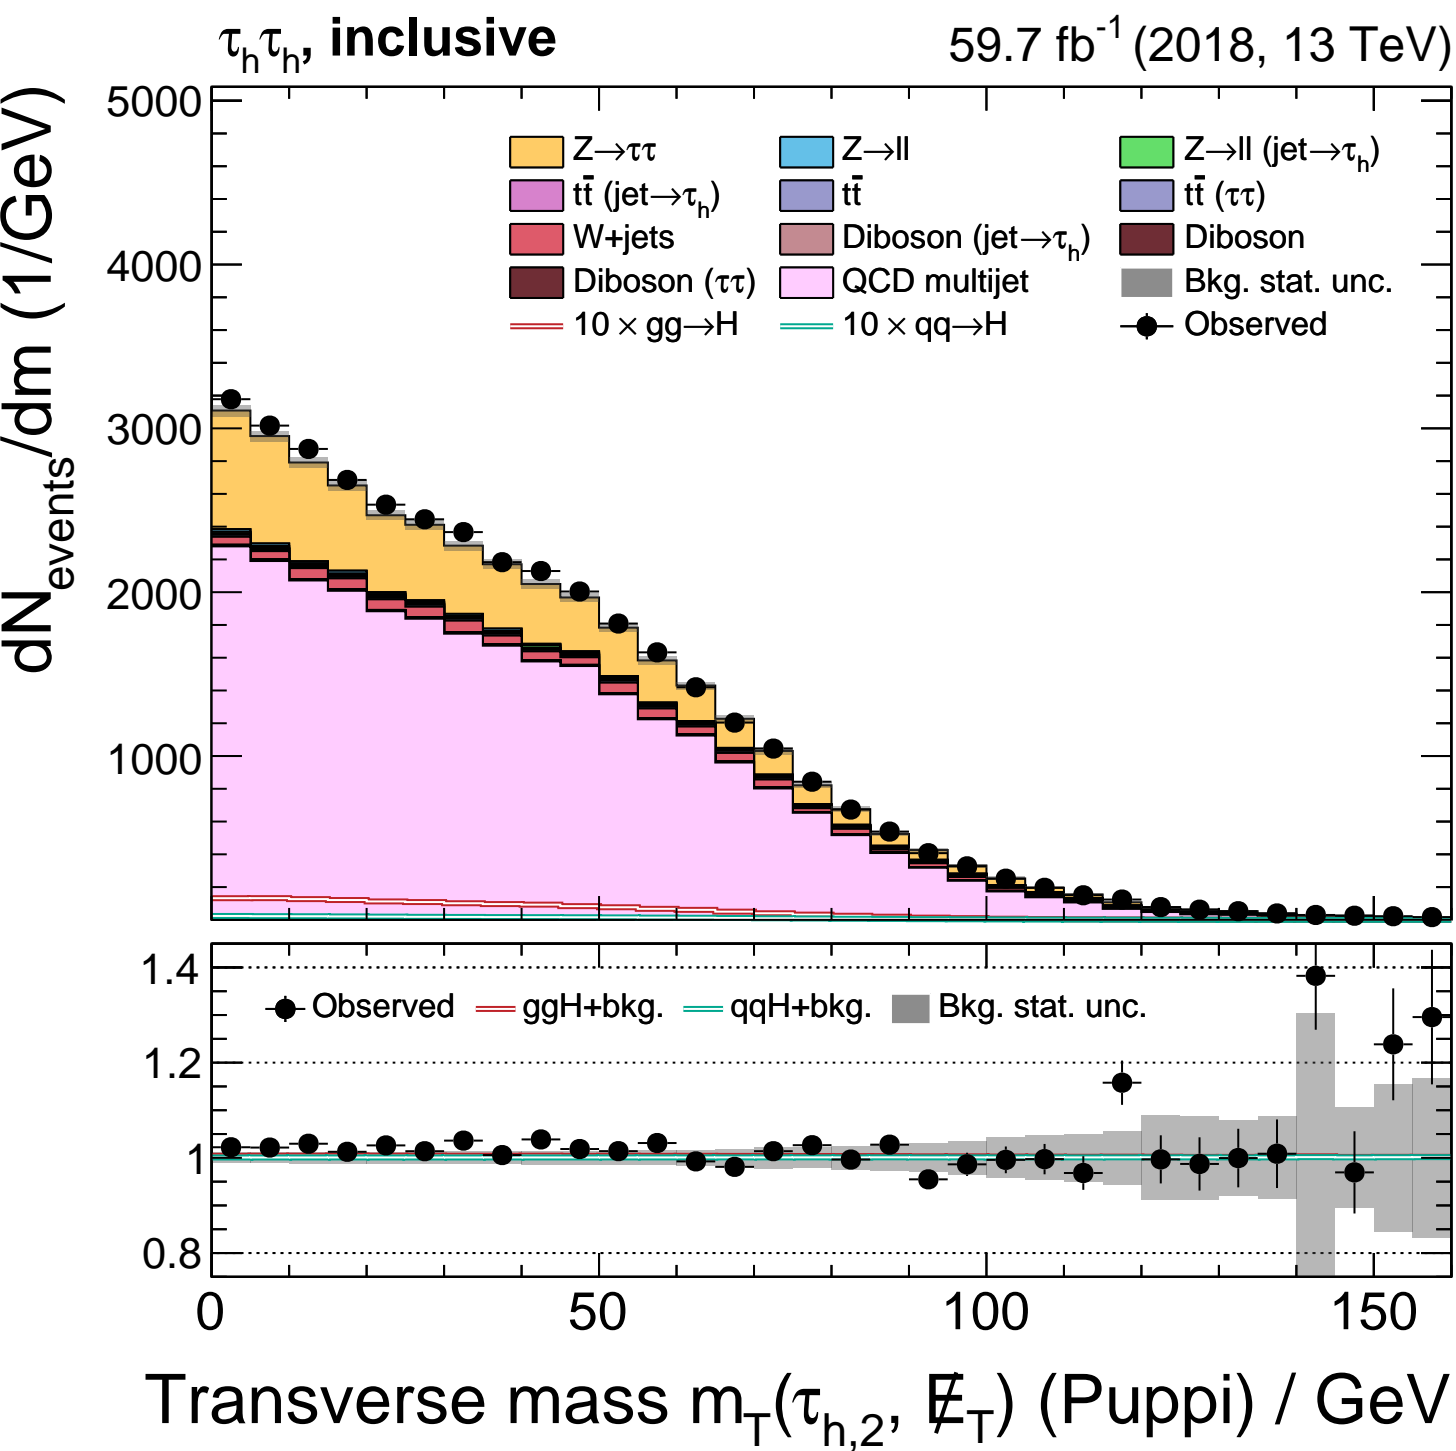 τhτh, inclusive 59.7 fb-1 (2018, 13 TeV)
dNevents/dm (1/GeV)
5000
4000
3000
2000
1000
Z→ττ Z→ll Z→ll (jet→τh)
tt̄ (jet→τh) tt̄ tt̄ (ττ)
W+jets Diboson (jet→τh) Diboson
Diboson (ττ) QCD multijet Bkg. stat. unc.
10 × gg→H 10 × qq→H Observed
1.4
1.2
1
0.8
Observed ggH+bkg. qqH+bkg. Bkg. stat. unc.
0 50 100 150
Transverse mass mT(τh,2, E̸T) (Puppi) / GeV